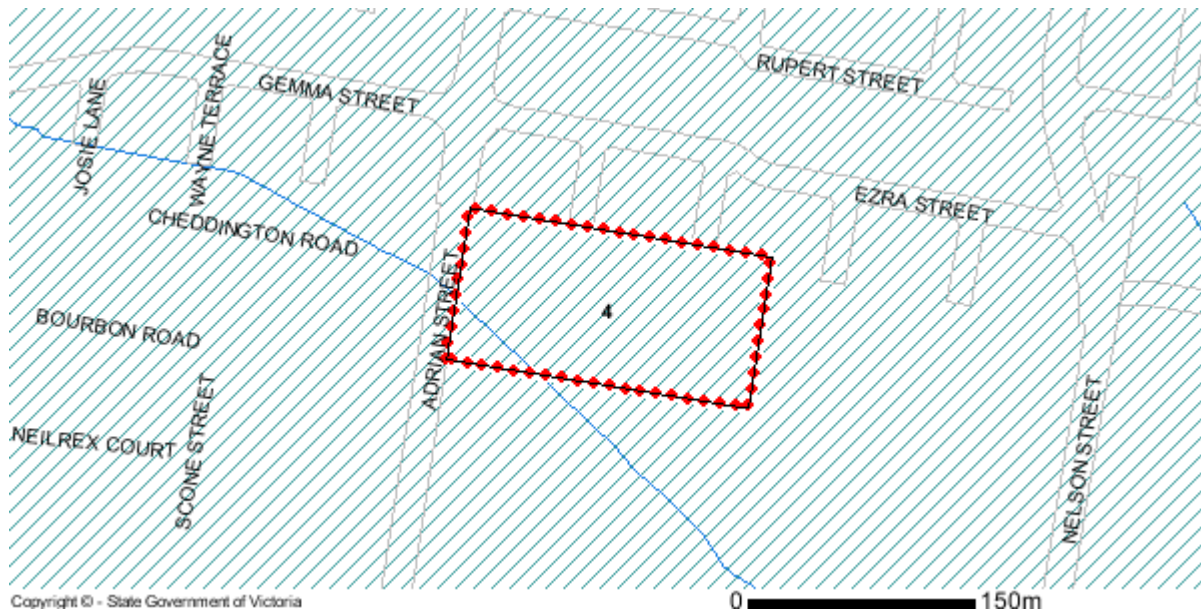 RUPERT STREET
GEMMA STREET
JOSIE LANE
WAYNE TERRACE
EZRA STREET
CHEDDINGTON ROAD
ADRIAN STREET
4
BOURBON ROAD
NEILREX COURT
SCONE STREET
NELSON STREET
Copyright © - State Government of Victoria
0 150m